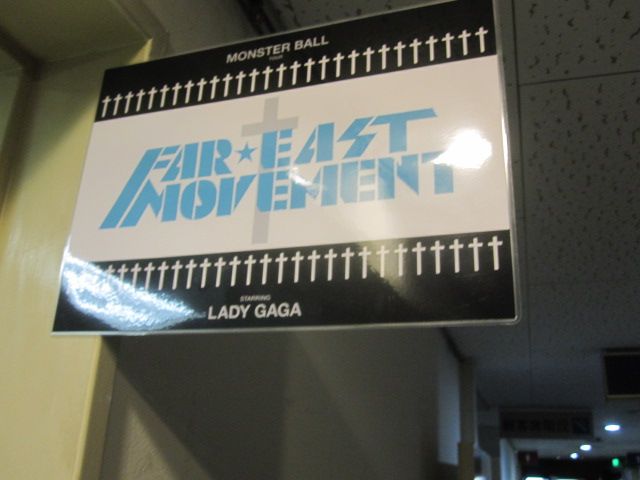 MONSTER BALL
TOUR
FAR★EAST
MOVEMENT
STARRING
LADY GAGA